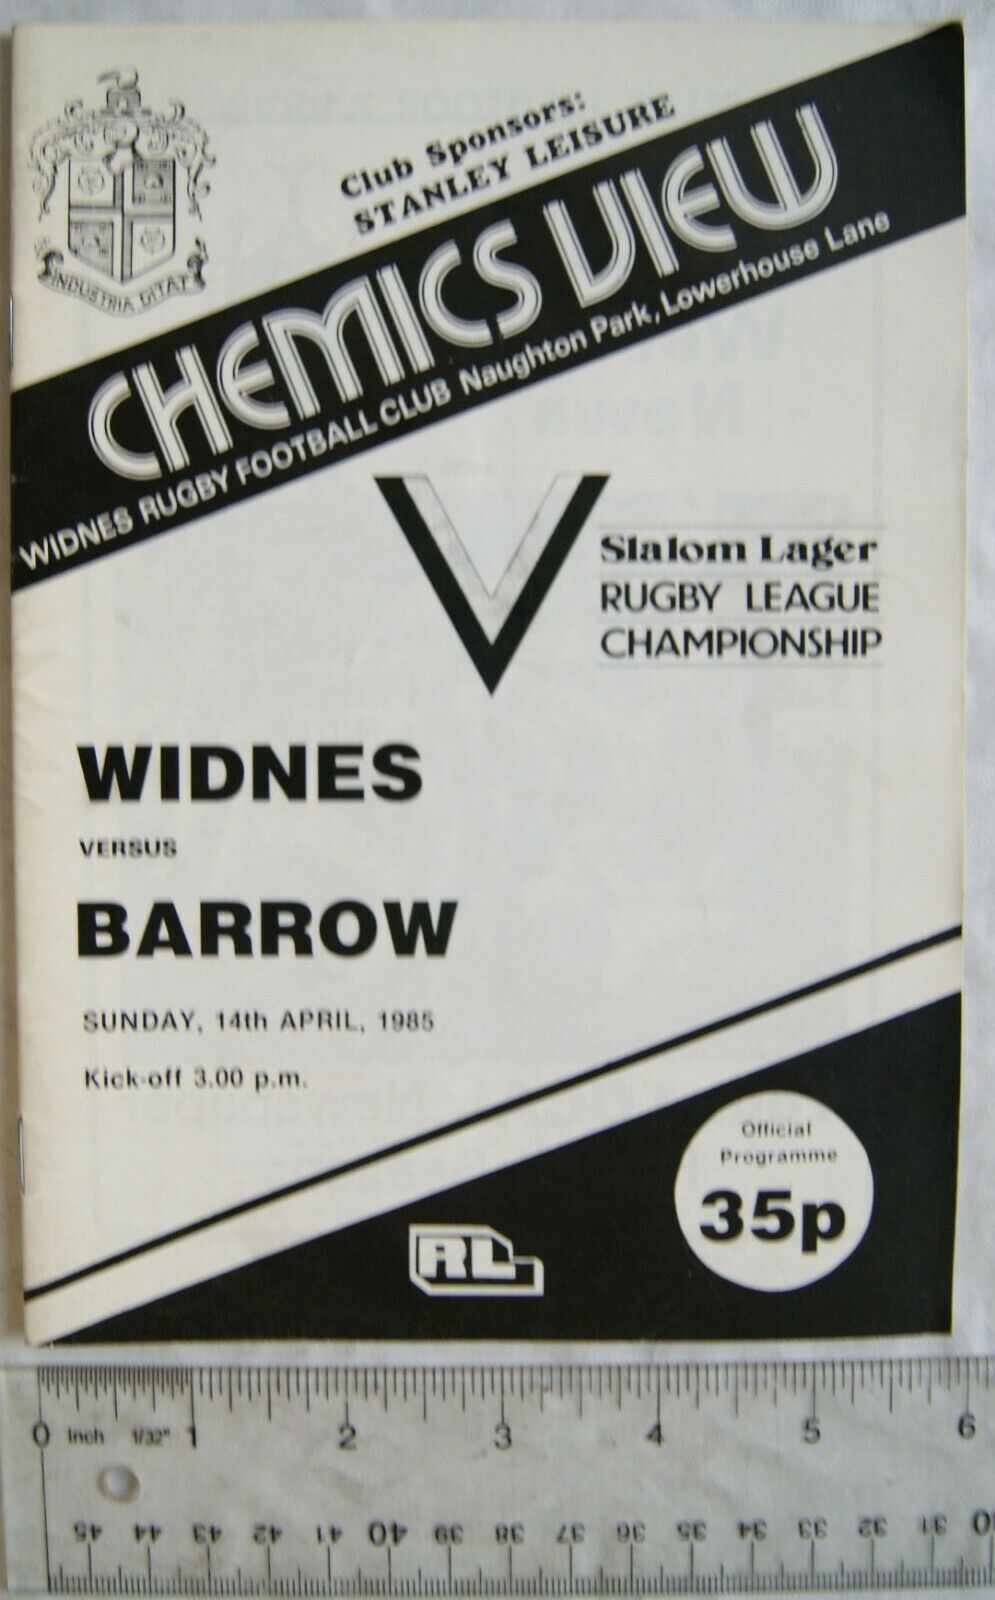 INDUSTRIA DITAT
Club Sponsors:
STANLEY LEISURE
CHEMICS VIEW
WIDNES RUGBY FOOTBALL CLUB Naughton Park, Lowerhouse Lane
V
Slalom Lager
RUGBY LEAGUE
CHAMPIONSHIP
WIDNES
VERSUS
BARROW
SUNDAY, 14th APRIL, 1985
Kick-off 3.00 p.m.
Official
Programme
35p
RL
0 Inch 1/32" 1 2 3 4 5 6
45 44 43 42 41 40 39 38 37 36 35 34 33 32 31 30